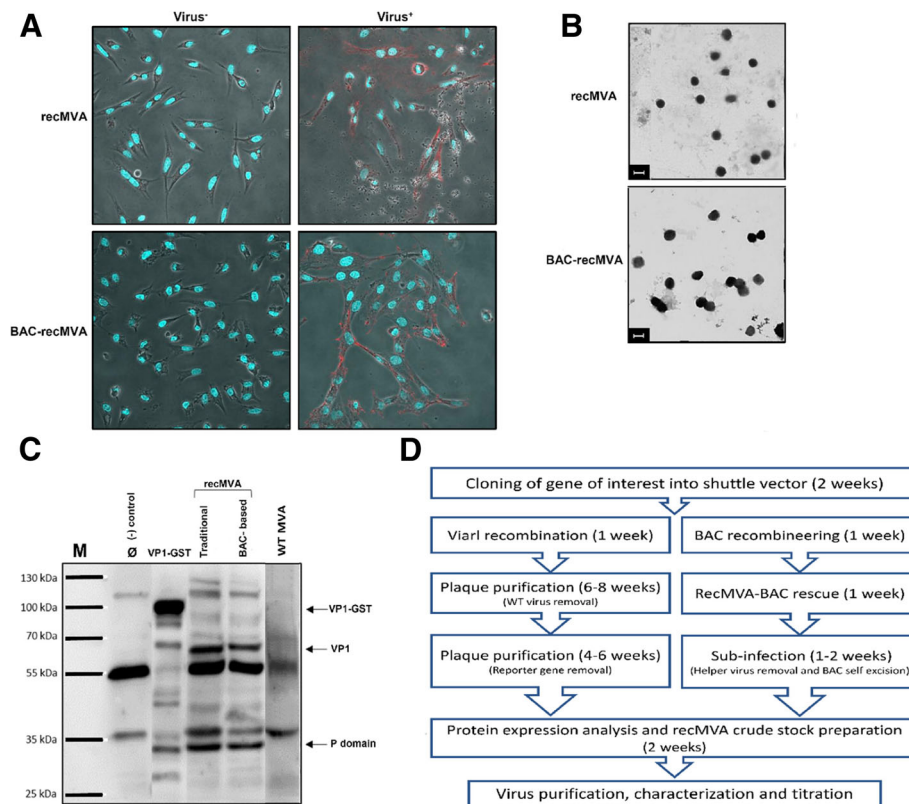 A
Virus-
Virus+
recMVA
BAC-recMVA
B
recMVA
BAC-recMVA
C
recMVA
M
Ø (-) control
VP1-GST
Traditional
BAC- based
WT MVA
130 kDa
100 kDa
70 kDa
55 kDa
35 kDa
25 kDa
VP1-GST
VP1
P domain
D
Cloning of gene of interest into shuttle vector (2 weeks)
Viarl recombination (1 week)
BAC recombineering (1 week)
Plaque purification (6-8 weeks)
(WT virus removal)
RecMVA-BAC rescue (1 week)
Plaque purification (4-6 weeks)
(Reporter gene removal)
Sub-infection (1-2 weeks)
(Helper virus removal and BAC self excision)
Protein expression analysis and recMVA crude stock preparation
(2 weeks)
Virus purification, characterization and titration